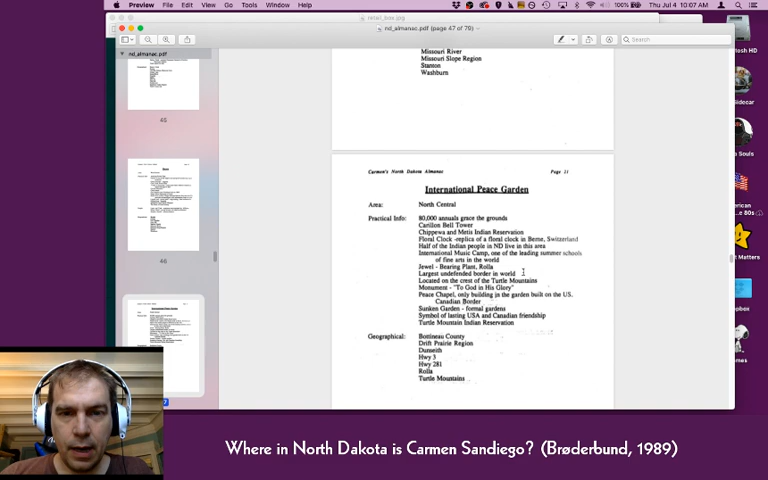 Preview File Edit View Go Tools Window Help
100% Thu Jul 4 10:07 AM
retail_box.jpg
nd_almanac.pdf (page 47 of 79)
Search
nd_almanac.pdf
45
46
Missouri River
Missouri Slope Region
Stanton
Washburn
Carmen's North Dakota Almanac Page 11
International Peace Garden
Area: North Central
Practical Info: 80,000 annuals grace the grounds
Carillon Bell Tower
Chippewa and Metis Indian Reservation
Floral Clock -replica of a floral clock in Berne, Switzerland
Half of the Indian people in ND live in this area
International Music Camp, one of the leading summer schools
of fine arts in the world
Jewel - Bearing Plant, Rolla
Largest undefended border in world
Located on the crest of the Turtle Mountains
Monument - "To God in His Glory"
Peace Chapel, only building in the garden built on the US.
Canadian Border
Sunken Garden - formal gardens
Symbol of lasting USA and Canadian friendship
Turtle Mountain Indian Reservation
Geographical: Bottineau County
Drift Prairie Region
Dunseith
Hwy 3
Hwy 281
Rolla
Turtle Mountains
Where in North Dakota is Carmen Sandiego? (Brøderbund, 1989)